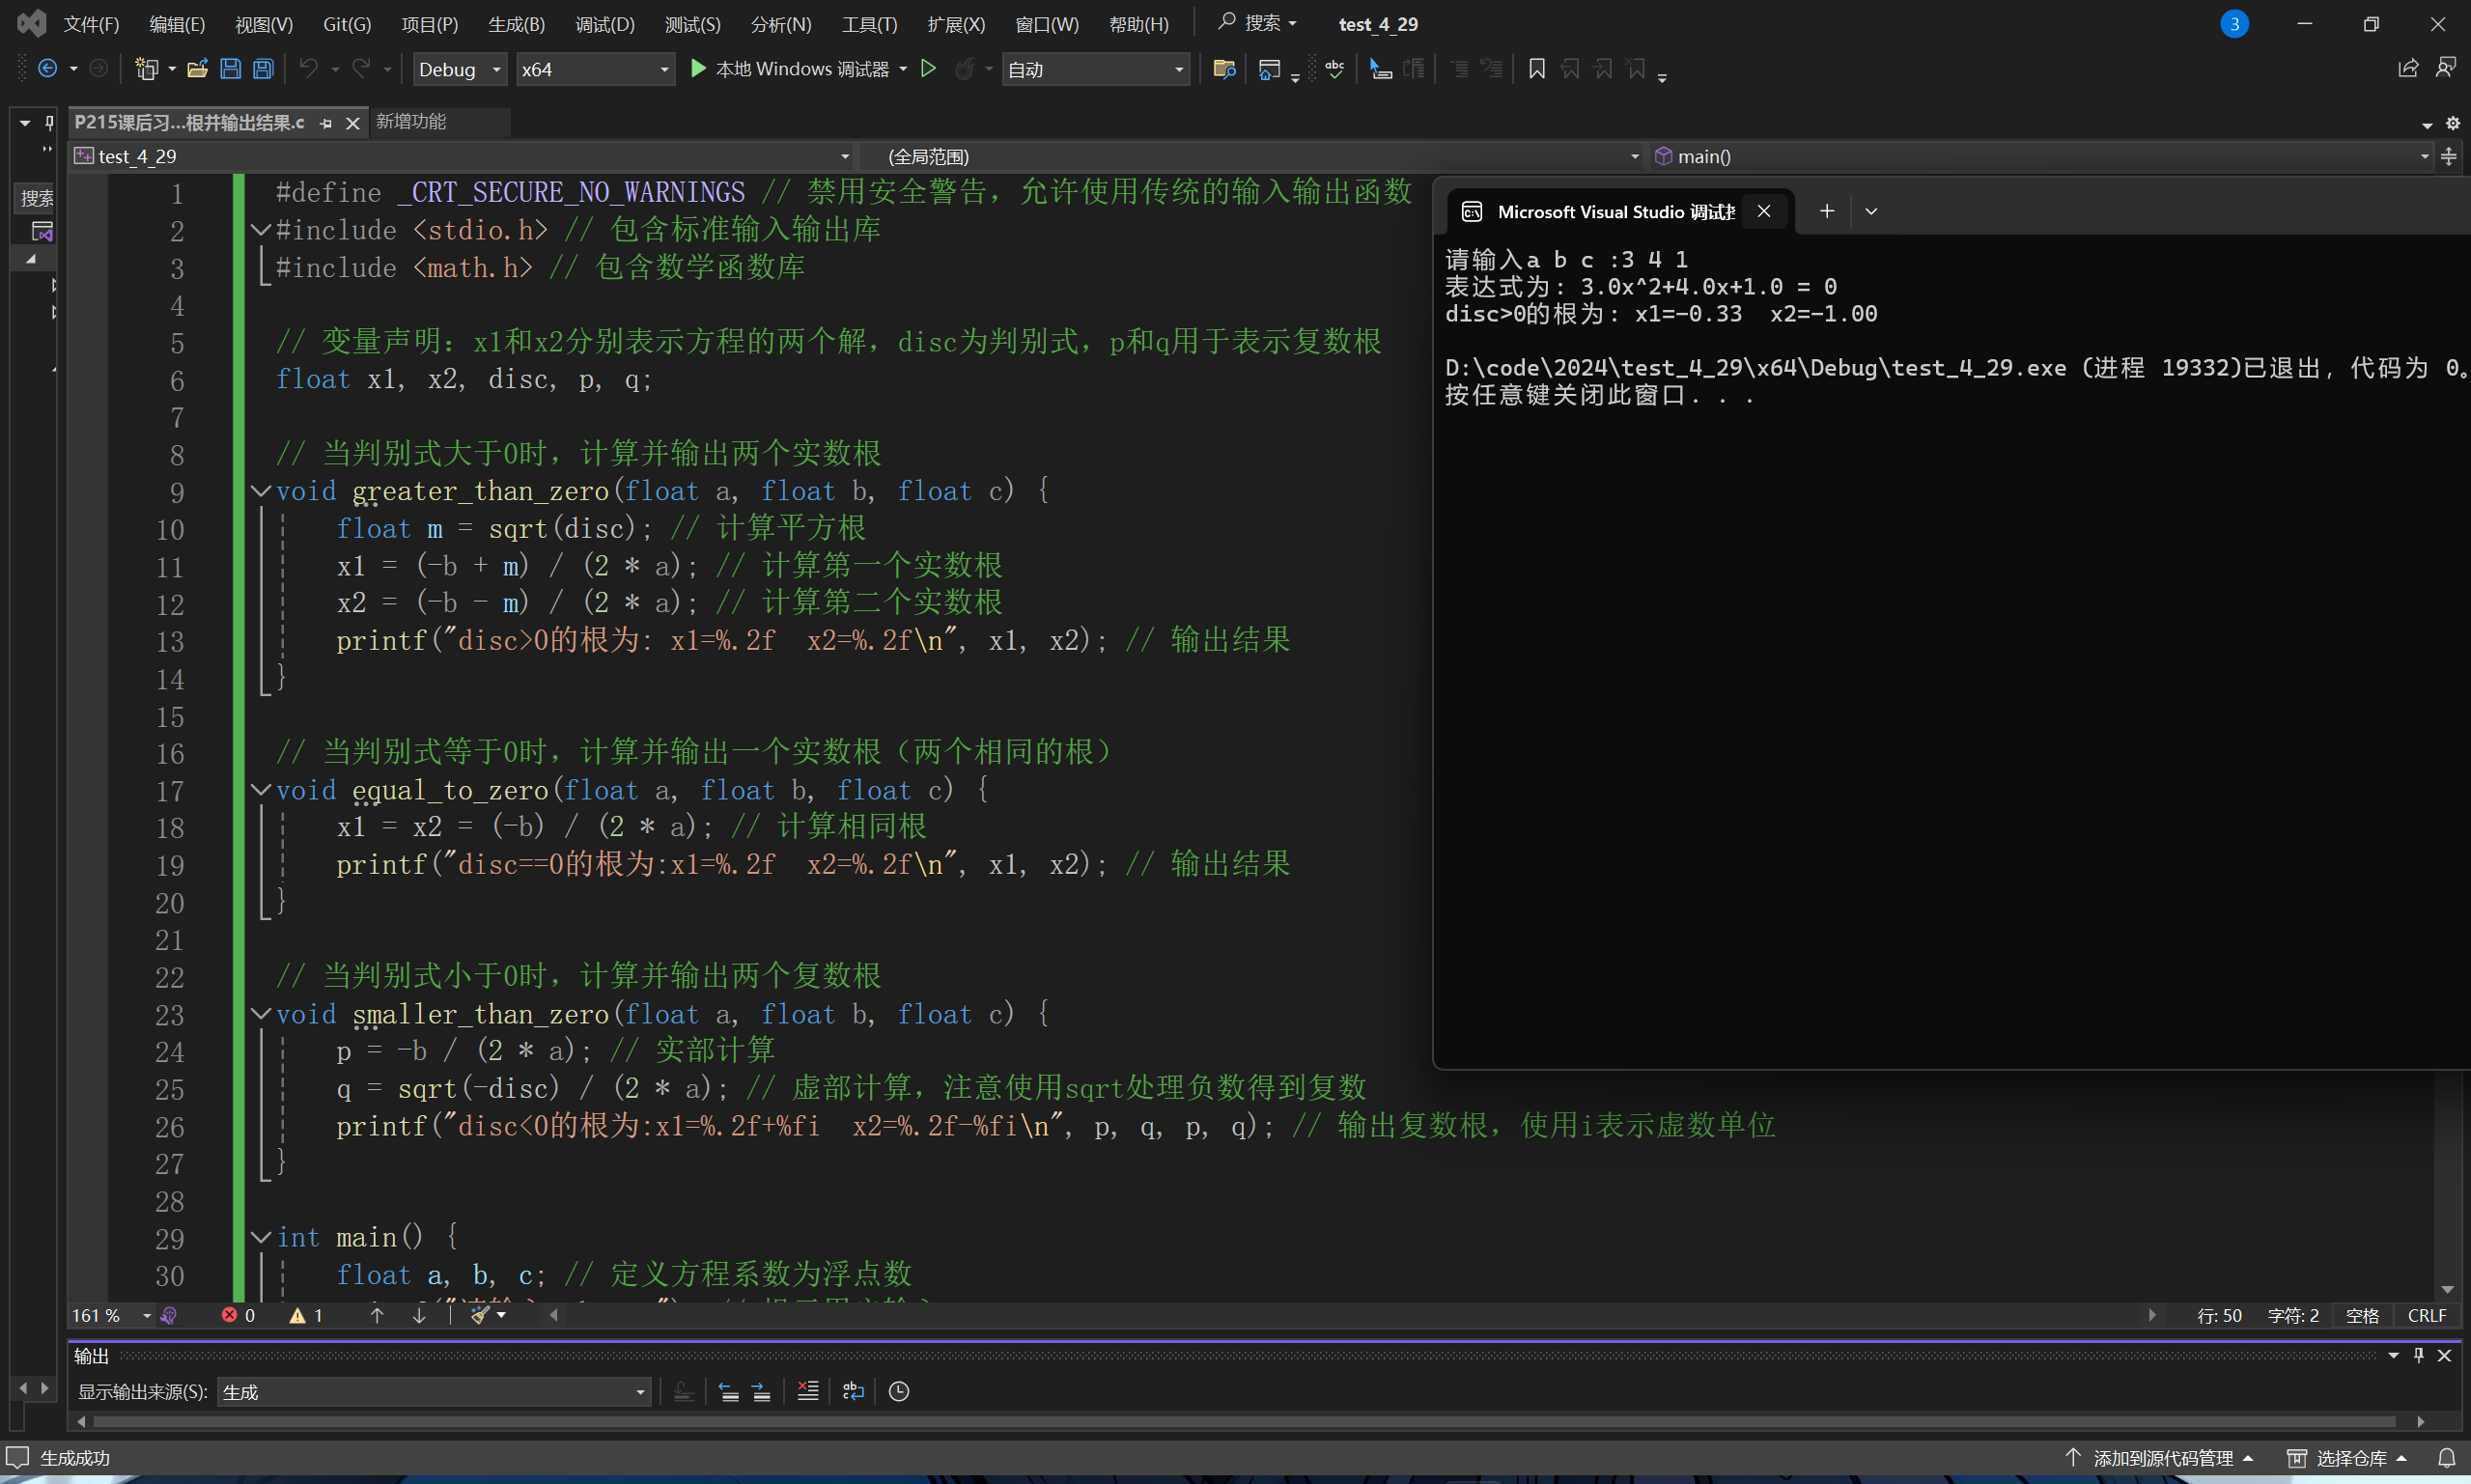 文件(F) 编辑(E) 视图(V) Git(G) 项目(P) 生成(B) 调试(D) 测试(S) 分析(N) 工具(T) 扩展(X) 窗口(W) 帮助(H) 搜索 test_4_29 3
Debug x64 本地 Windows 调试器 自动
P215课后习...根并输出结果.c 新增功能
test_4_29 (全局范围) main()
搜索
1 #define _CRT_SECURE_NO_WARNINGS // 禁用安全警告，允许使用传统的输入输出函数
2 #include <stdio.h> // 包含标准输入输出库
3 #include <math.h> // 包含数学函数库
4
5 // 变量声明：x1和x2分别表示方程的两个解，disc为判别式，p和q用于表示复数根
6 float x1, x2, disc, p, q;
7
8 // 当判别式大于0时，计算并输出两个实数根
9 void greater_than_zero(float a, float b, float c) {
10 float m = sqrt(disc); // 计算平方根
11 x1 = (-b + m) / (2 * a); // 计算第一个实数根
12 x2 = (-b - m) / (2 * a); // 计算第二个实数根
13 printf("disc>0的根为: x1=%.2f  x2=%.2f\n", x1, x2); // 输出结果
14 }
15
16 // 当判别式等于0时，计算并输出一个实数根（两个相同的根）
17 void equal_to_zero(float a, float b, float c) {
18 x1 = x2 = (-b) / (2 * a); // 计算相同根
19 printf("disc==0的根为:x1=%.2f  x2=%.2f\n", x1, x2); // 输出结果
20 }
21
22 // 当判别式小于0时，计算并输出两个复数根
23 void smaller_than_zero(float a, float b, float c) {
24 p = -b / (2 * a); // 实部计算
25 q = sqrt(-disc) / (2 * a); // 虚部计算，注意使用sqrt处理负数得到复数
26 printf("disc<0的根为:x1=%.2f+%fi  x2=%.2f-%fi\n", p, q, p, q); // 输出复数根，使用i表示虚数单位
27 }
28
29 int main() {
30 float a, b, c; // 定义方程系数为浮点数
Microsoft Visual Studio 调试
请输入a b c :3 4 1
表达式为: 3.0x^2+4.0x+1.0 = 0
disc>0的根为: x1=-0.33  x2=-1.00
D:\code\2024\test_4_29\x64\Debug\test_4_29.exe (进程 19332)已退出，代码为 0。
按任意键关闭此窗口. . .
161 % 0 1 行: 50 字符: 2 空格 CRLF
输出
显示输出来源(S): 生成
生成成功 添加到源代码管理 选择仓库